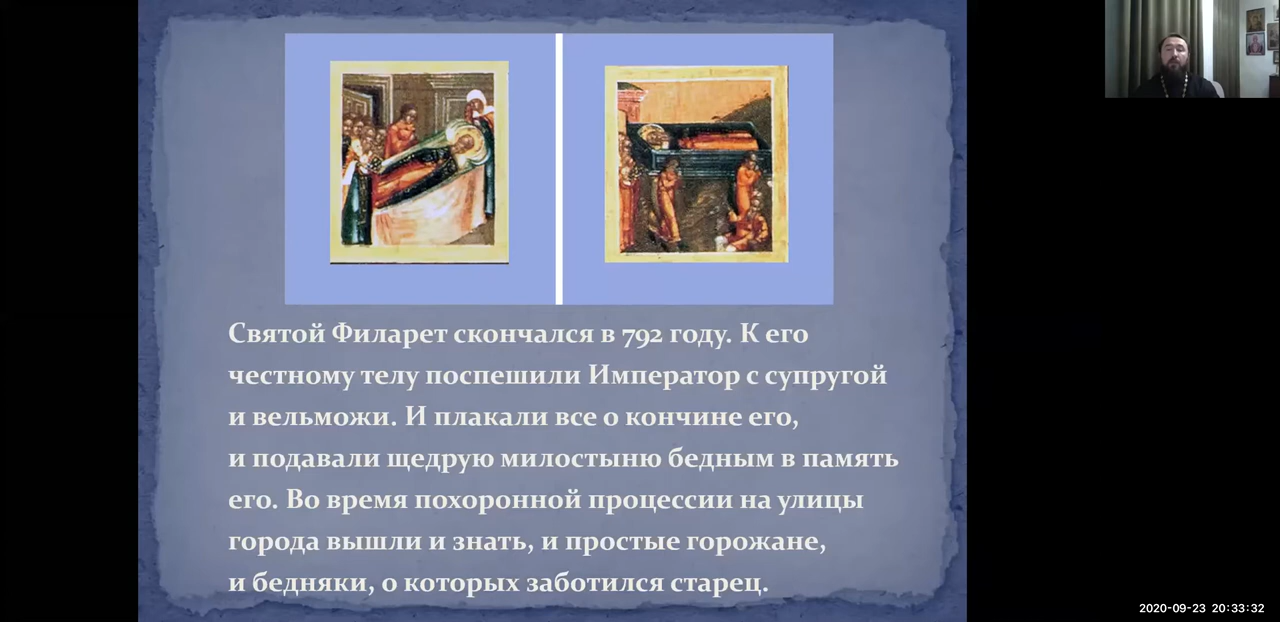 Святой Филарет скончался в 792 году. К его
честному телу поспешили Император с супругой
и вельможи. И плакали все о кончине его,
и подавали щедрую милостыню бедным в память
его. Во время похоронной процессии на улицы
города вышли и знать, и простые горожане,
и бедняки, о которых заботился старец.
2020-09-23 20:33:32